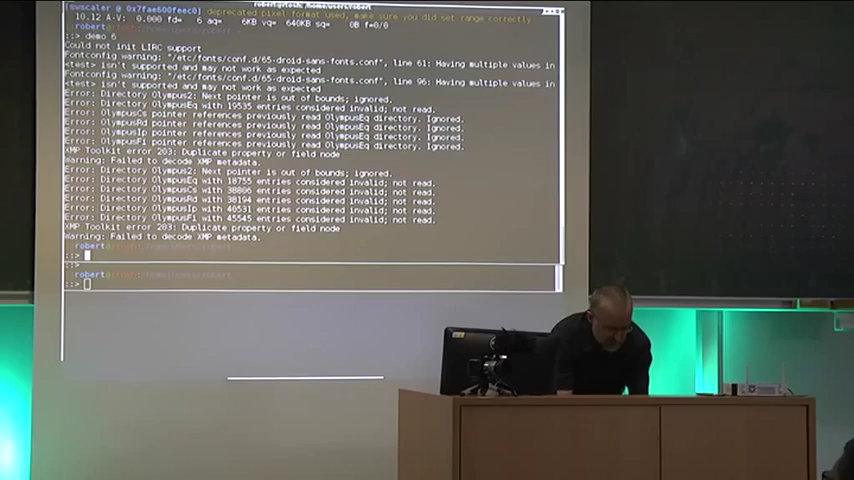 robert@tosh: /home/users/robert
[swscaler @ 0x7fae600feec0] deprecated pixel format used, make sure you did set range correctly
10.12 A-V: 0.000 fd= 6 aq= 6KB vq= 640KB sq= 0B f=0/0
robert@
::> demo 6
Could not init LIRC support
Fontconfig warning: "/etc/fonts/conf.d/65-droid-sans-fonts.conf", line 61: Having multiple values in
<test> isn't supported and may not work as expected
Fontconfig warning: "/etc/fonts/conf.d/65-droid-sans-fonts.conf", line 96: Having multiple values in
<test> isn't supported and may not work as expected
Error: Directory Olympus2: Next pointer is out of bounds; ignored.
Error: Directory OlympusEq with 19535 entries considered invalid; not read.
Error: OlympusCs pointer references previously read OlympusEq directory. Ignored.
Error: OlympusRd pointer references previously read OlympusEq directory. Ignored.
Error: OlympusIp pointer references previously read OlympusEq directory. Ignored.
Error: OlympusFi pointer references previously read OlympusEq directory. Ignored.
XMP Toolkit error 203: Duplicate property or field node
Warning: Failed to decode XMP metadata.
Error: Directory Olympus2: Next pointer is out of bounds; ignored.
Error: Directory OlympusEq with 18755 entries considered invalid; not read.
Error: Directory OlympusCs with 38806 entries considered invalid; not read.
Error: Directory OlympusRd with 38194 entries considered invalid; not read.
Error: Directory OlympusIp with 40531 entries considered invalid; not read.
Error: Directory OlympusFi with 45545 entries considered invalid; not read.
XMP Toolkit error 203: Duplicate property or field node
Warning: Failed to decode XMP metadata.
robert@
::>
::>
robert@
::>